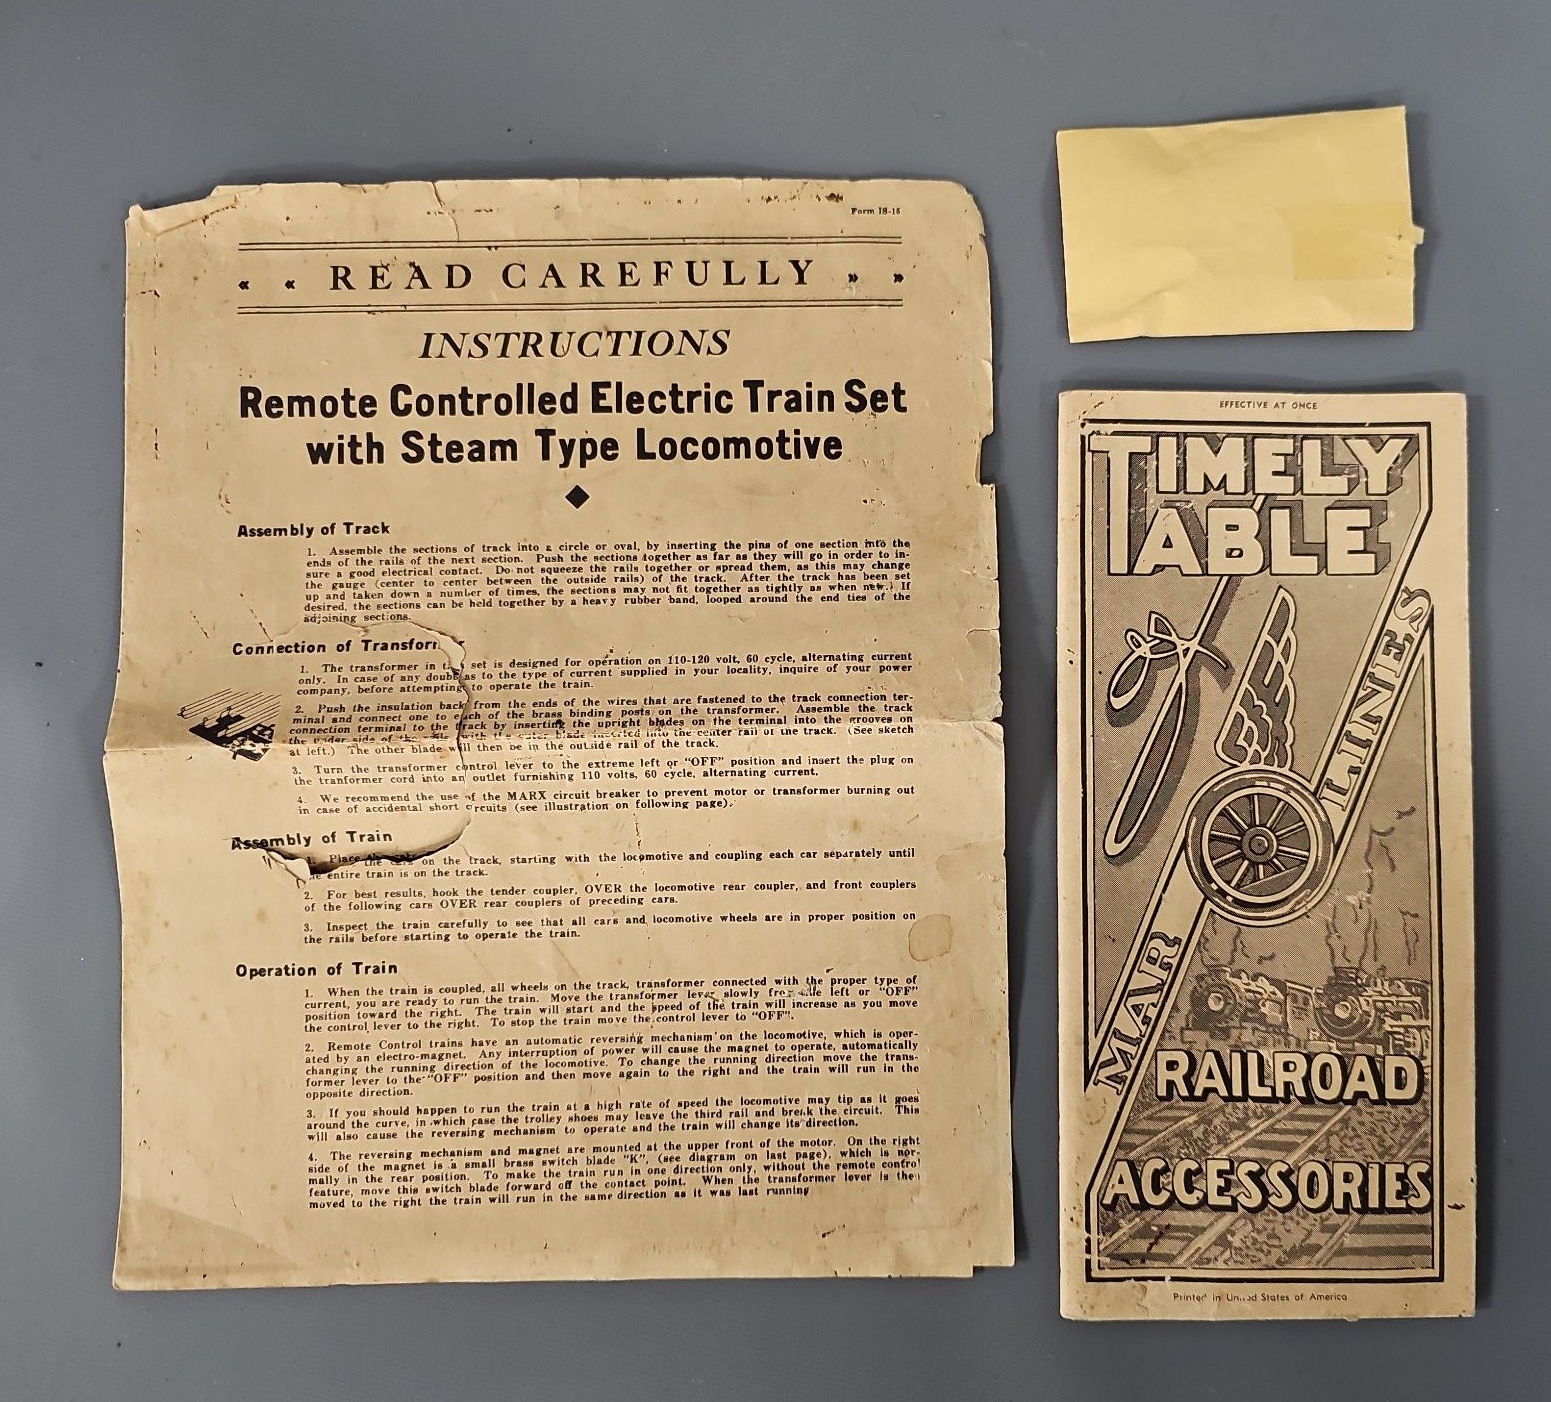 Form IS-15
« « READ CAREFULLY » »
INSTRUCTIONS
Remote Controlled Electric Train Set
with Steam Type Locomotive
Assembly of Track
1. Assemble the sections of track into a circle or oval, by inserting the pins of one section into the
ends of the rails of the next section. Push the sections together as far as they will go in order to in-
sure a good electrical contact. Do not squeeze the rails together or spread them, as this may change
the gauge (center to center between the outside rails) of the track. After the track has been set
up and taken down a number of times, the sections may not fit together as tightly as when new. If
desired, the sections can be held together by a heavy rubber band, looped around the end ties of the
adjoining sections.
Connection of Transfor
1. The transformer in set is designed for operation on 110-120 volt, 60 cycle, alternating current
only. In case of any doubt as to the type of current supplied in your locality, inquire of your power
company, before attempting to operate the train.
2. Push the insulation back from the ends of the wires that are fastened to the track connection ter-
minal and connect one to each of the brass binding posts on the transformer. Assemble the track
connection terminal to the track by inserting the upright blades on the terminal into the grooves on
the under side of the with the outer blade inserted into the center rail of the track. (See sketch
at left.) The other blade will then be in the outside rail of the track.
3. Turn the transformer control lever to the extreme left or "OFF" position and insert the plug on
the tranformer cord into an outlet furnishing 110 volts, 60 cycle, alternating current.
4. We recommend the use of the MARX circuit breaker to prevent motor or transformer burning out
in case of accidental short c rcuits (see illustration on following page).
Assembly of Train
1. Place the cars on the track, starting with the locomotive and coupling each car separately until
the entire train is on the track.
2. For best results, hook the tender coupler, OVER the locomotive rear coupler, and front couplers
of the following cars OVER rear couplers of preceding cars.
3. Inspect the train carefully to see that all cars and locomotive wheels are in proper position on
the rails before starting to operate the train.
Operation of Train
1. When the train is coupled, all wheels on the track, transformer connected with the proper type of
current, you are ready to run the train. Move the transformer lever slowly from the left or "OFF"
position toward the right. The train will start and the speed of the train will increase as you move
the control lever to the right. To stop the train move the control lever to "OFF".
2. Remote Control trains have an automatic reversing mechanism on the locomotive, which is oper-
ated by an electro-magnet. Any interruption of power will cause the magnet to operate, automatically
changing the running direction of the locomotive. To change the running direction move the trans-
former lever to the "OFF" position and then move again to the right and the train will run in the
opposite direction.
3. If you should happen to run the train at a high rate of speed the locomotive may tip as it goes
around the curve, in which case the trolley shoes may leave the third rail and break the circuit. This
will also cause the reversing mechanism to operate and the train will change its direction.
4. The reversing mechanism and magnet are mounted at the upper front of the motor. On the right
side of the magnet is a small brass switch blade "K", (see diagram on last page), which is nor-
mally in the rear position. To make the train run in one direction only, without the remote control
feature, move this switch blade forward off the contact point. When the transformer lever is then
moved to the right the train will run in the same direction as it was last running
EFFECTIVE AT ONCE
TIMELY
TABLE
of
MAR LINES
RAILROAD
ACCESSORIES
Printed in United States of America